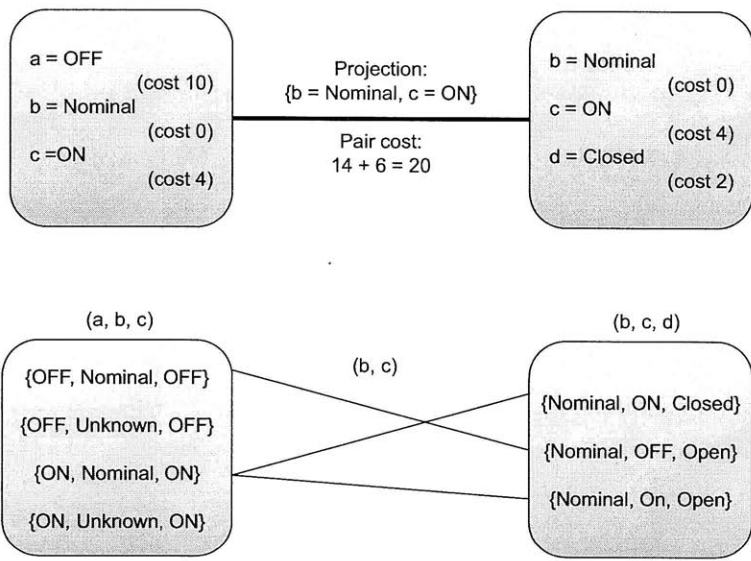 a = OFF
(cost 10)
b = Nominal
(cost 0)
c =ON
(cost 4)
Projection:
{b = Nominal, c = ON}
Pair cost:
14 + 6 = 20
b = Nominal
(cost 0)
c = ON
(cost 4)
d = Closed
(cost 2)
(a, b, c)
{OFF, Nominal, OFF}
{OFF, Unknown, OFF}
{ON, Nominal, ON}
{ON, Unknown, ON}
(b, c)
(b, c, d)
{Nominal, ON, Closed}
{Nominal, OFF, Open}
{Nominal, On, Open}